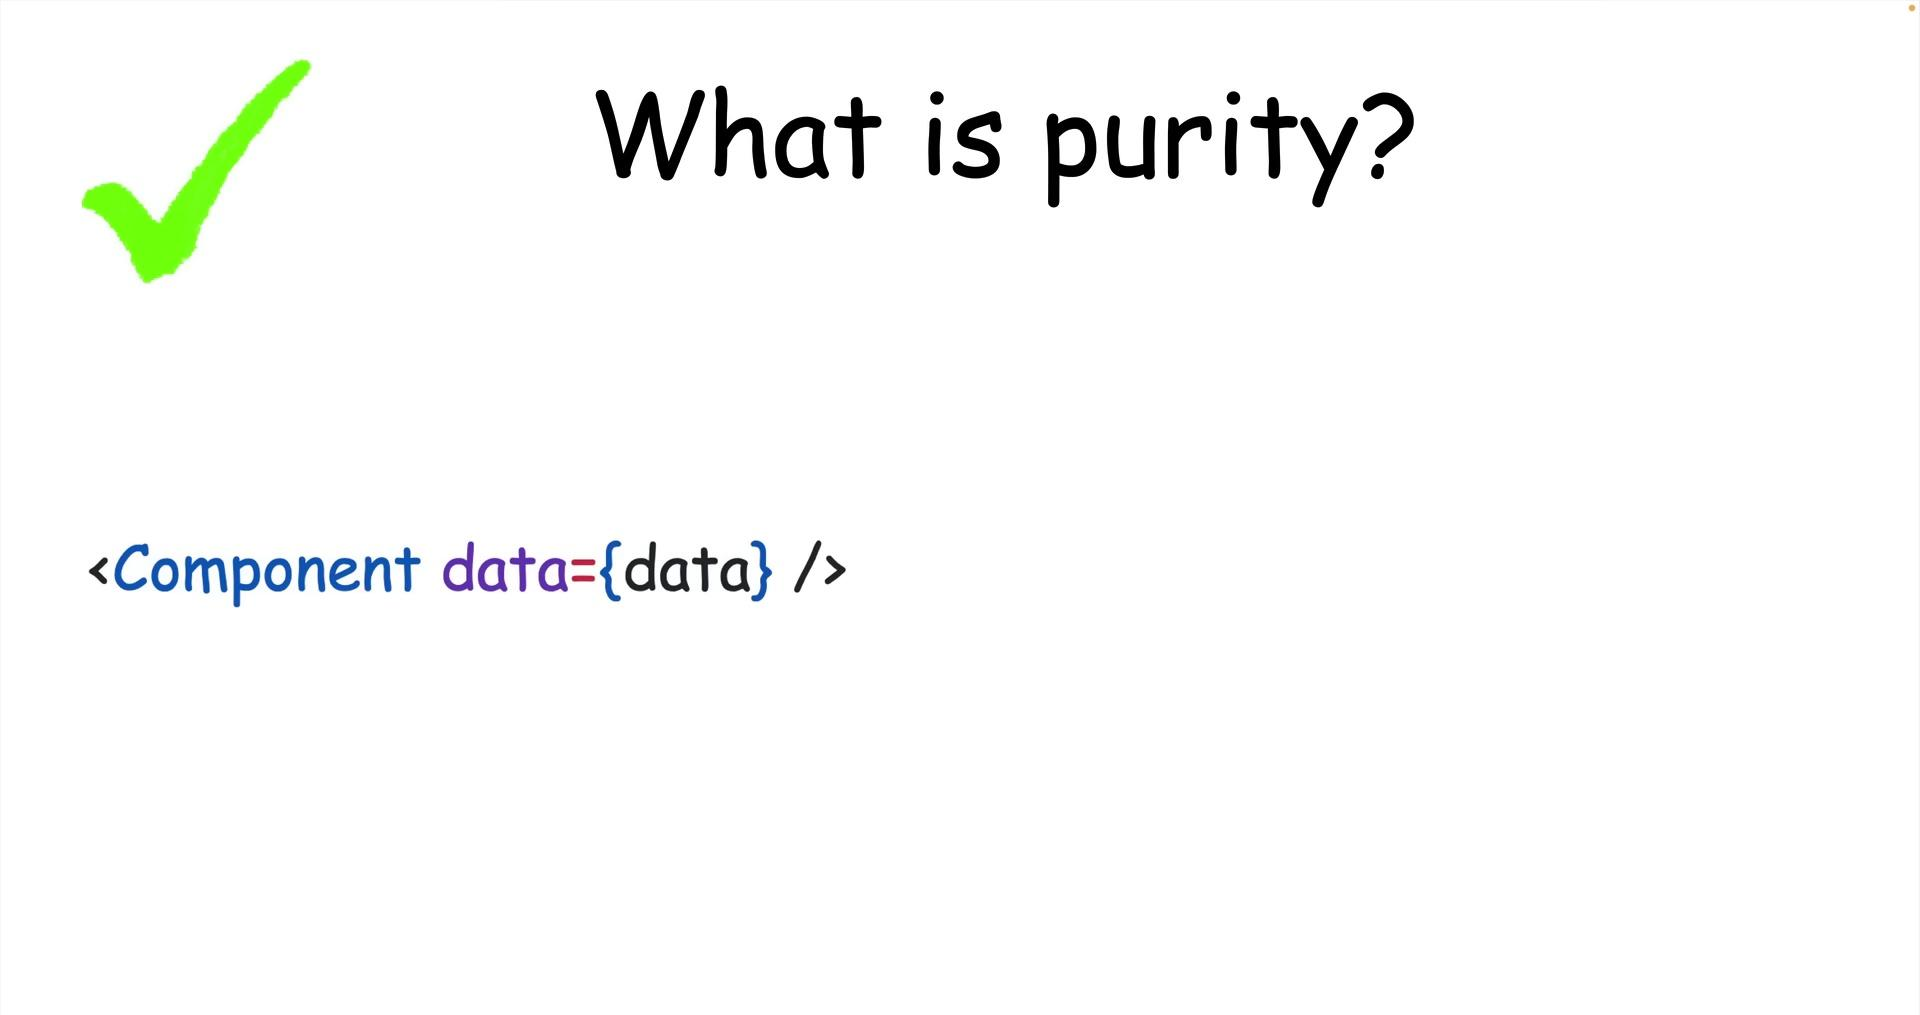 What is purity?
<Component data={data} />